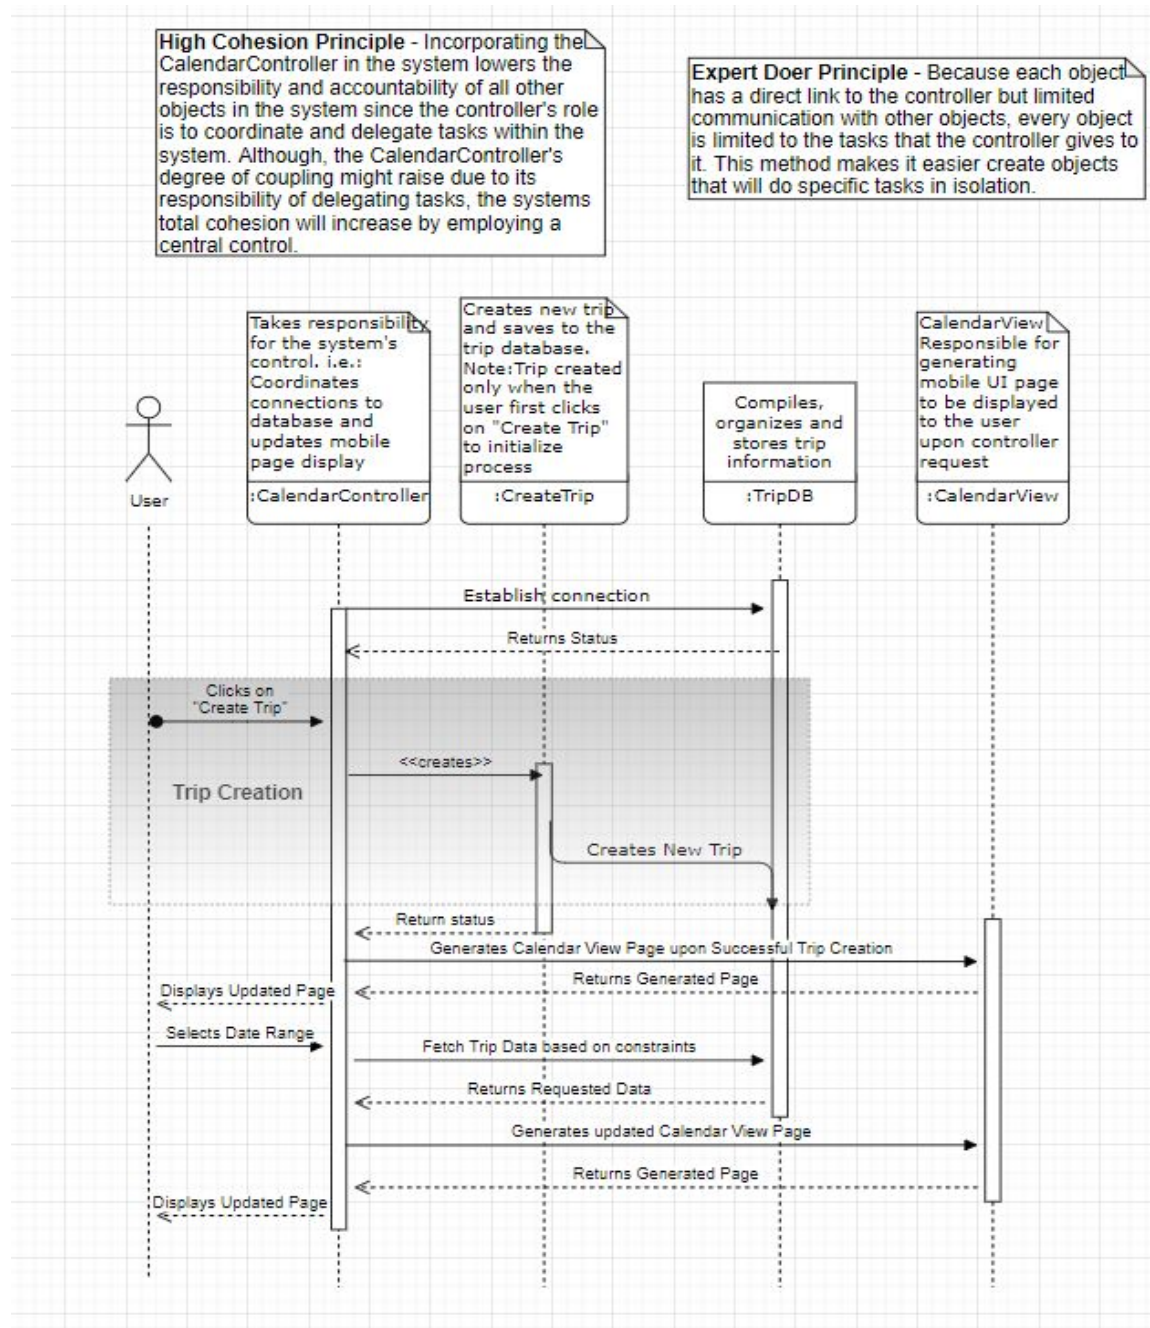 High Cohesion Principle - Incorporating the
CalendarController in the system lowers the
responsibility and accountability of all other
objects in the system since the controller's role
is to coordinate and delegate tasks within the
system. Although, the CalendarController's
degree of coupling might raise due to its
responsibility of delegating tasks, the systems
total cohesion will increase by employing a
central control.
Expert Doer Principle - Because each object
has a direct link to the controller but limited
communication with other objects, every object
is limited to the tasks that the controller gives to
it. This method makes it easier create objects
that will do specific tasks in isolation.
User
Takes responsibility
for the system's
control. i.e.:
Coordinates
connections to
database and
updates mobile
page display
:CalendarController
Creates new trip
and saves to the
trip database.
Note:Trip created
only when the
user first clicks
on "Create Trip"
to initialize
process
:CreateTrip
Compiles,
organizes and
stores trip
information
:TripDB
CalendarView
Responsible for
generating
mobile UI page
to be displayed
to the user
upon controller
request
:CalendarView
Establish connection
Returns Status
Clicks on
"Create Trip"
<<creates>>
Trip Creation
Creates New Trip
Return status
Generates Calendar View Page upon Successful Trip Creation
Returns Generated Page
Displays Updated Page
Selects Date Range
Fetch Trip Data based on constraints
Returns Requested Data
Generates updated Calendar View Page
Returns Generated Page
Displays Updated Page